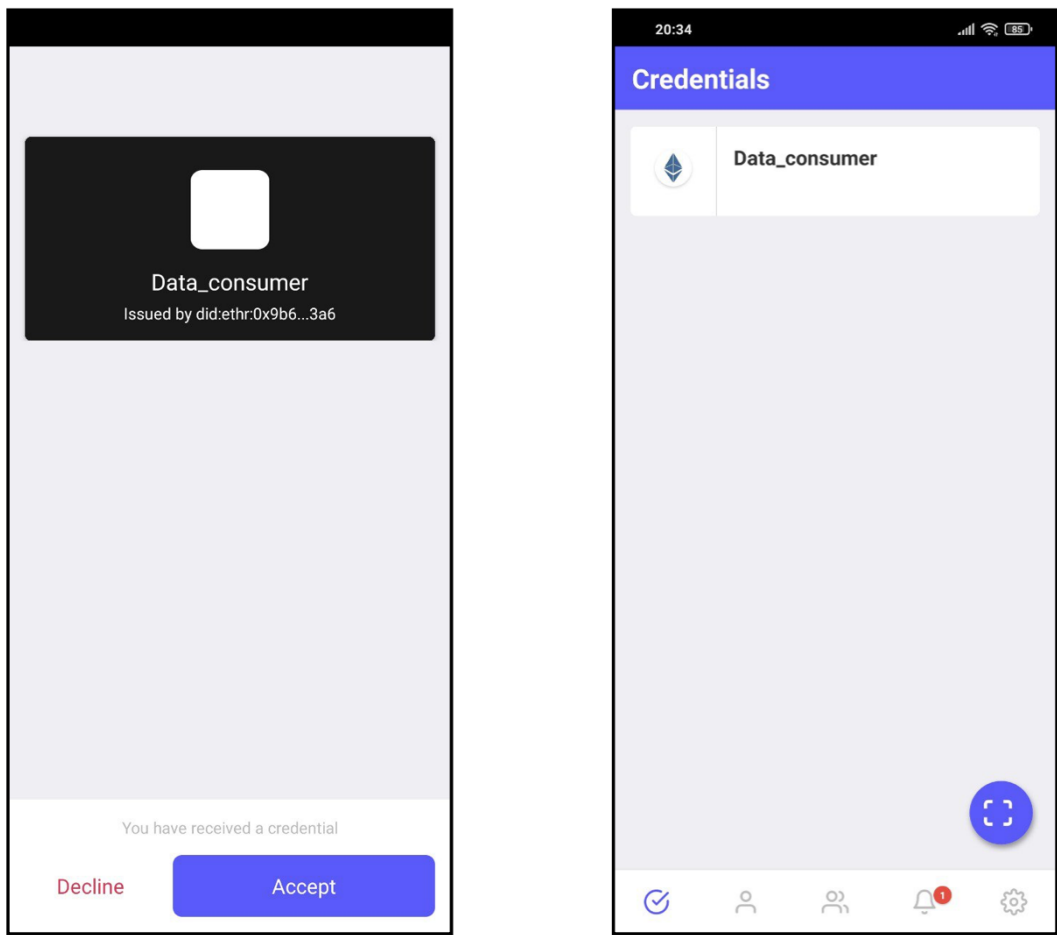 Data_consumer
Issued by did:ethr:0x9b6...3a6
You have received a credential
Decline
Accept
20:34
85
Credentials
Data_consumer
1